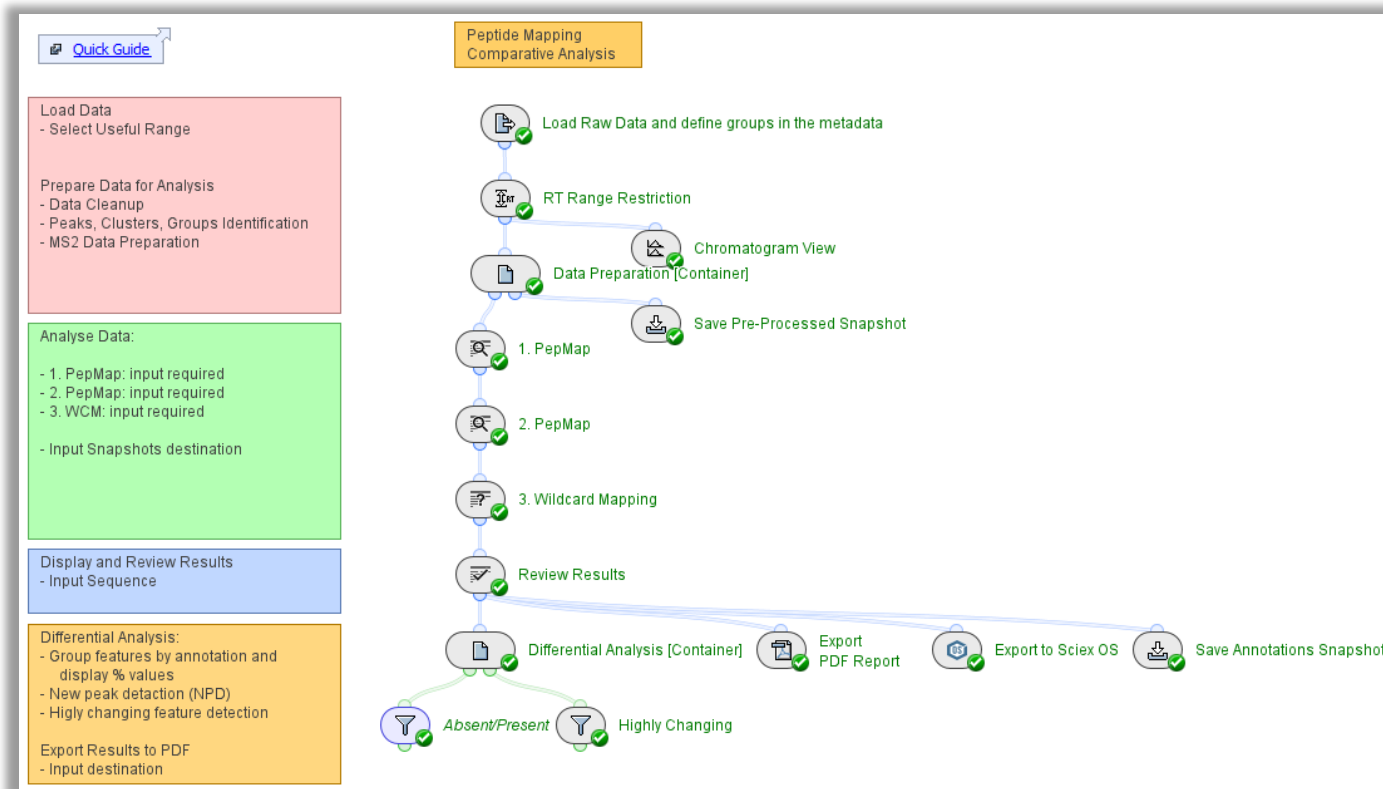 Quick Guide
Peptide Mapping
Comparative Analysis
Load Data
- Select Useful Range
Prepare Data for Analysis
- Data Cleanup
- Peaks, Clusters, Groups Identification
- MS2 Data Preparation
Analyse Data:
- 1. PepMap: input required
- 2. PepMap: input required
- 3. WCM: input required
- Input Snapshots destination
Display and Review Results
- Input Sequence
Differential Analysis:
- Group features by annotation and
display % values
- New peak detaction (NPD)
- Higly changing feature detection
Export Results to PDF
- Input destination
Load Raw Data and define groups in the metadata
RT
RT Range Restriction
Chromatogram View
Data Preparation [Container]
Save Pre-Processed Snapshot
1. PepMap
2. PepMap
?
3. Wildcard Mapping
Review Results
Differential Analysis [Container]
Export
PDF Report
OS
Export to Sciex OS
Save Annotations Snapshot
Absent/Present
Highly Changing